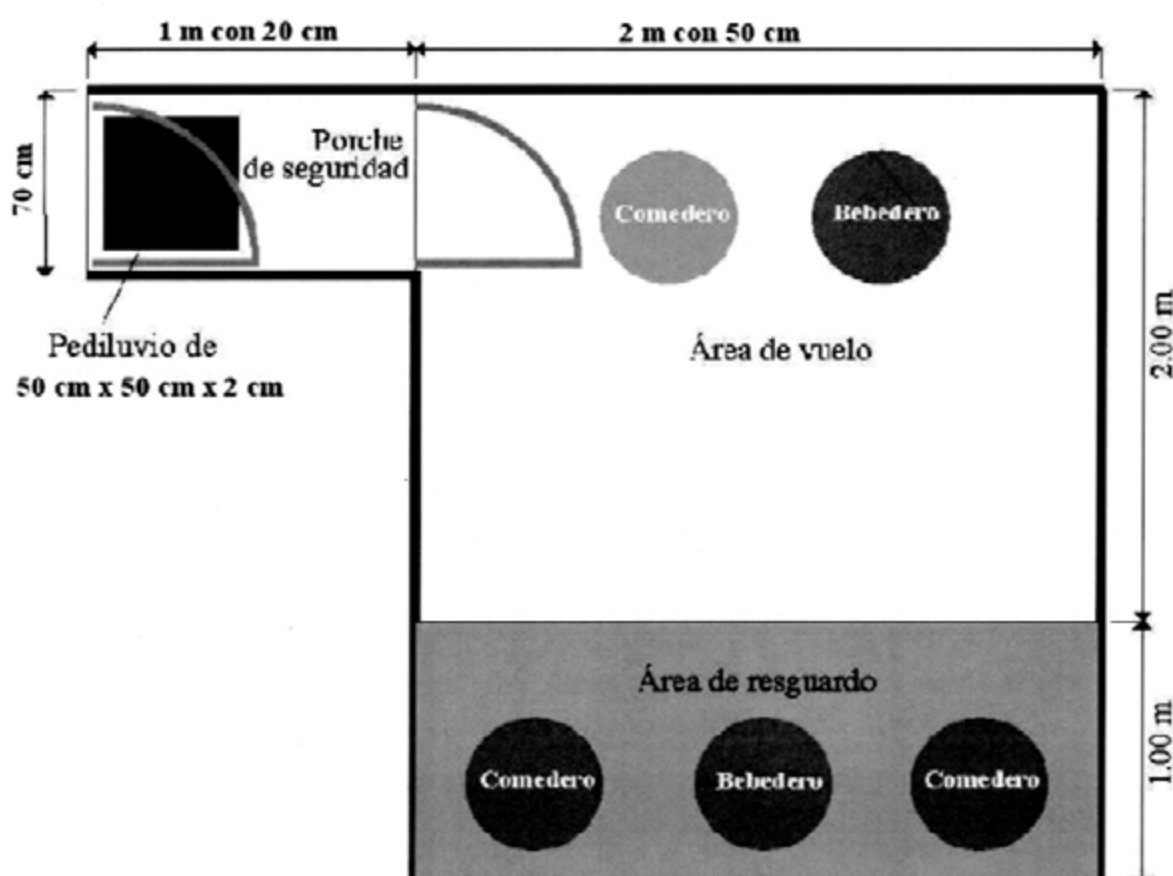 1 m con 20 cm
2 m con 50 cm
70 cm
Porche
de seguridad
Comedero
Bebedero
Pediluvio de
50 cm x 50 cm x 2 cm
Área de vuelo
2.00 m
Área de resguardo
Comedero
Bebedero
Comedero
1.00 m